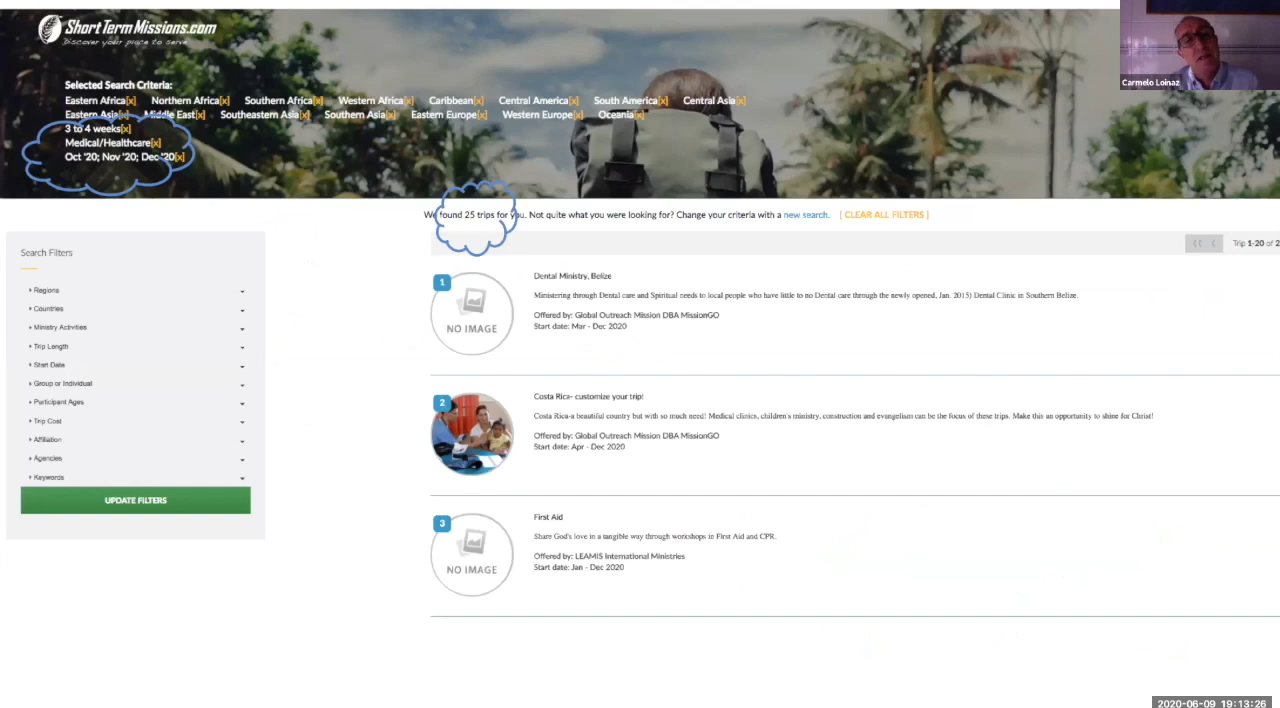 ShortTermMissions.com
Discover your place to serve
Carmelo Loinaz
Selected Search Criteria:
Eastern Africa[x] Northern Africa[x] Southern Africa[x] Western Africa[x] Caribbean[x] Central America[x] South America[x] Central Asia[x]
Eastern Asia[x] Middle East[x] Southeastern Asia[x] Southern Asia[x] Eastern Europe[x] Western Europe[x] Oceania[x]
3 to 4 weeks[x]
Medical/Healthcare[x]
Oct '20; Nov '20; Dec '20[x]
We found 25 trips for you. Not quite what you were looking for? Change your criteria with a new search. [ CLEAR ALL FILTERS ]
Trip 1-20 of 2
Search Filters
Regions
Countries
Ministry Activities
Trip Length
Start Date
Group or Individual
Participant Ages
Trip Cost
Affiliation
Agencies
Keywords
UPDATE FILTERS
1
NO IMAGE
Dental Ministry, Belize
Ministering through Dental care and Spiritual needs to local people who have little to no Dental care through the newly opened, Jan. 2015) Dental Clinic in Southern Belize.
Offered by: Global Outreach Mission DBA MissionGO
Start date: Mar - Dec 2020
2
Costa Rica- customize your trip!
Costa Rica-a beautiful country but with so much need! Medical clinics, children's ministry, construction and evangelism can be the focus of these trips. Make this an opportunity to shine for Christ!
Offered by: Global Outreach Mission DBA MissionGO
Start date: Apr - Dec 2020
3
NO IMAGE
First Aid
Share God's love in a tangible way through workshops in First Aid and CPR.
Offered by: LEAMIS International Ministries
Start date: Jan - Dec 2020
2020-06-09 19:13:26